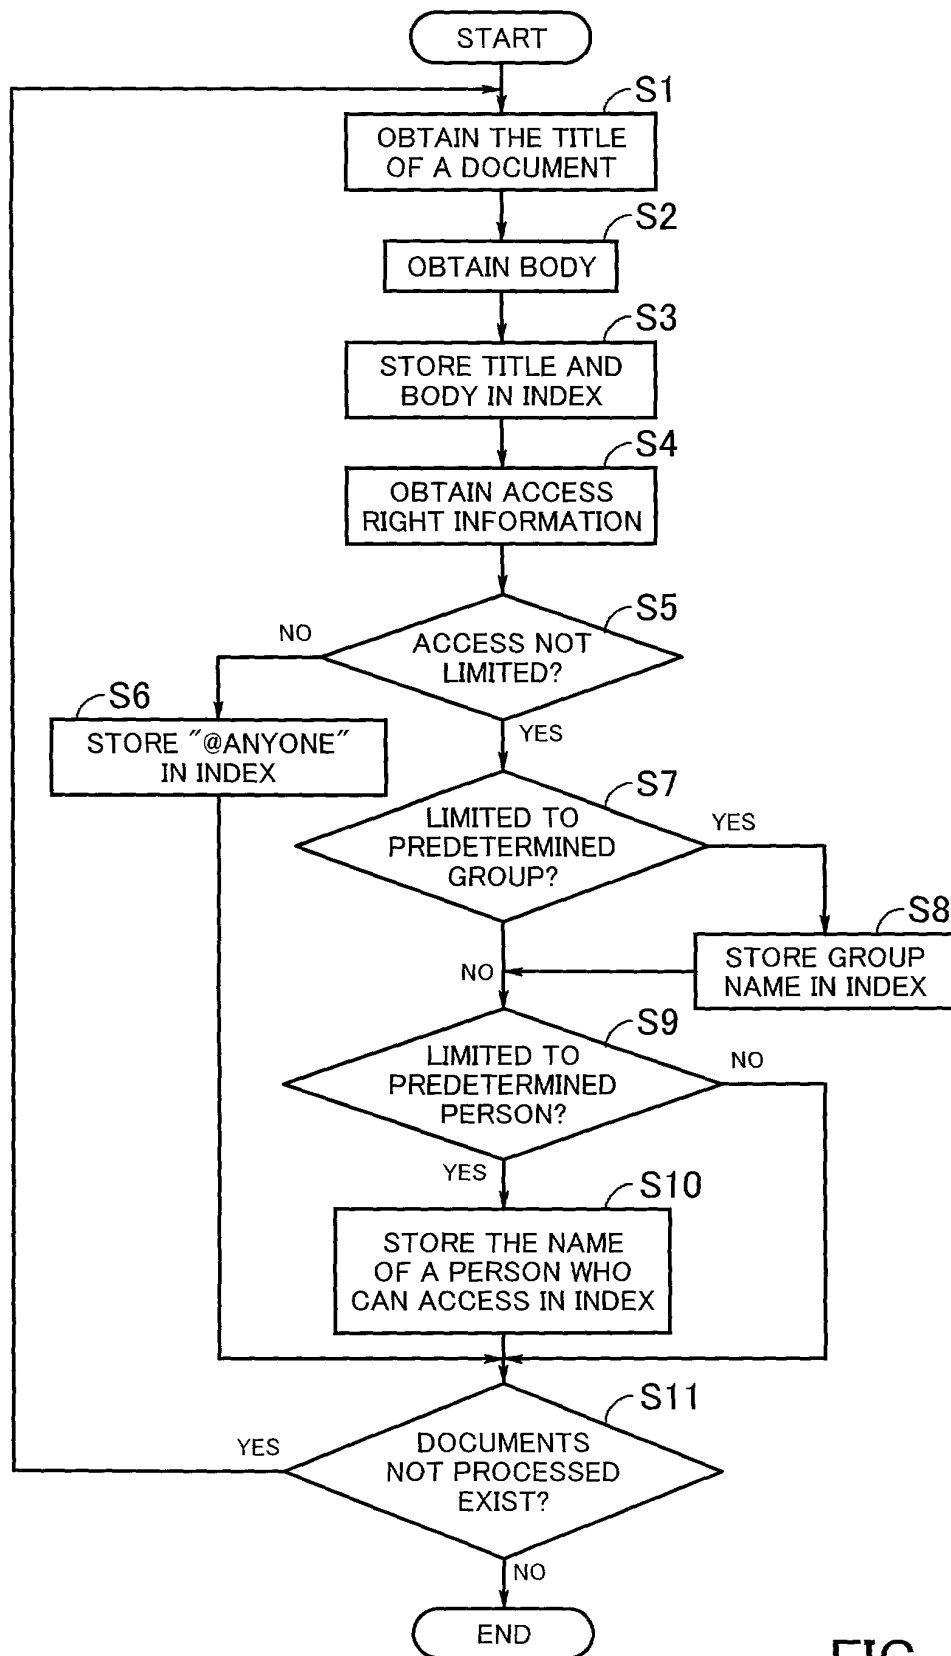 START
S1
OBTAIN THE TITLE
OF A DOCUMENT
S2
OBTAIN BODY
S3
STORE TITLE AND
BODY IN INDEX
S4
OBTAIN ACCESS
RIGHT INFORMATION
S5
ACCESS NOT
LIMITED?
NO
YES
S6
STORE "@ANYONE"
IN INDEX
S7
LIMITED TO
PREDETERMINED
GROUP?
YES
NO
S8
STORE GROUP
NAME IN INDEX
S9
LIMITED TO
PREDETERMINED
PERSON?
NO
YES
S10
STORE THE NAME
OF A PERSON WHO
CAN ACCESS IN INDEX
S11
DOCUMENTS
NOT PROCESSED
EXIST?
YES
NO
END